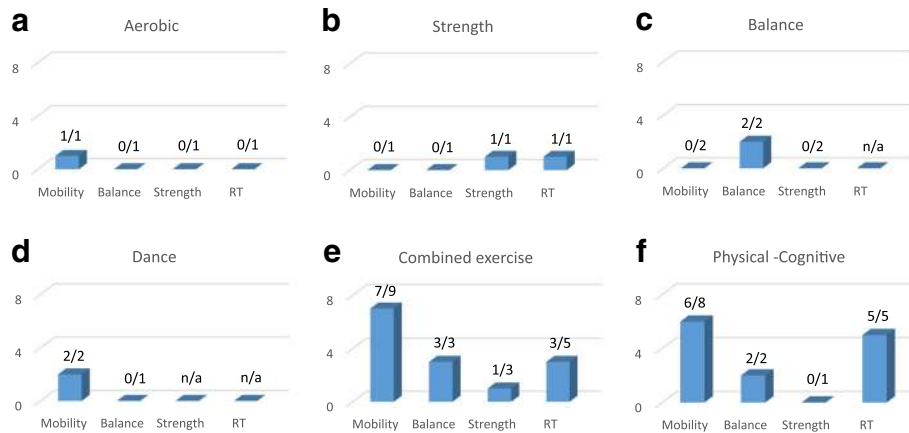 a
Aerobic
8
4
0
1/1
0/1
0/1
0/1
Mobility Balance Strength RT
b
Strength
8
4
0
0/1
0/1
1/1
1/1
Mobility Balance Strength RT
c
Balance
8
4
0
0/2
2/2
0/2
n/a
Mobility Balance Strength RT
d
Dance
8
4
0
2/2
0/1
n/a
n/a
Mobility Balance Strength RT
e
Combined exercise
8
4
0
7/9
3/3
1/3
3/5
Mobility Balance Strength RT
f
Physical -Cognitive
8
4
0
6/8
2/2
0/1
5/5
Mobility Balance Strength RT